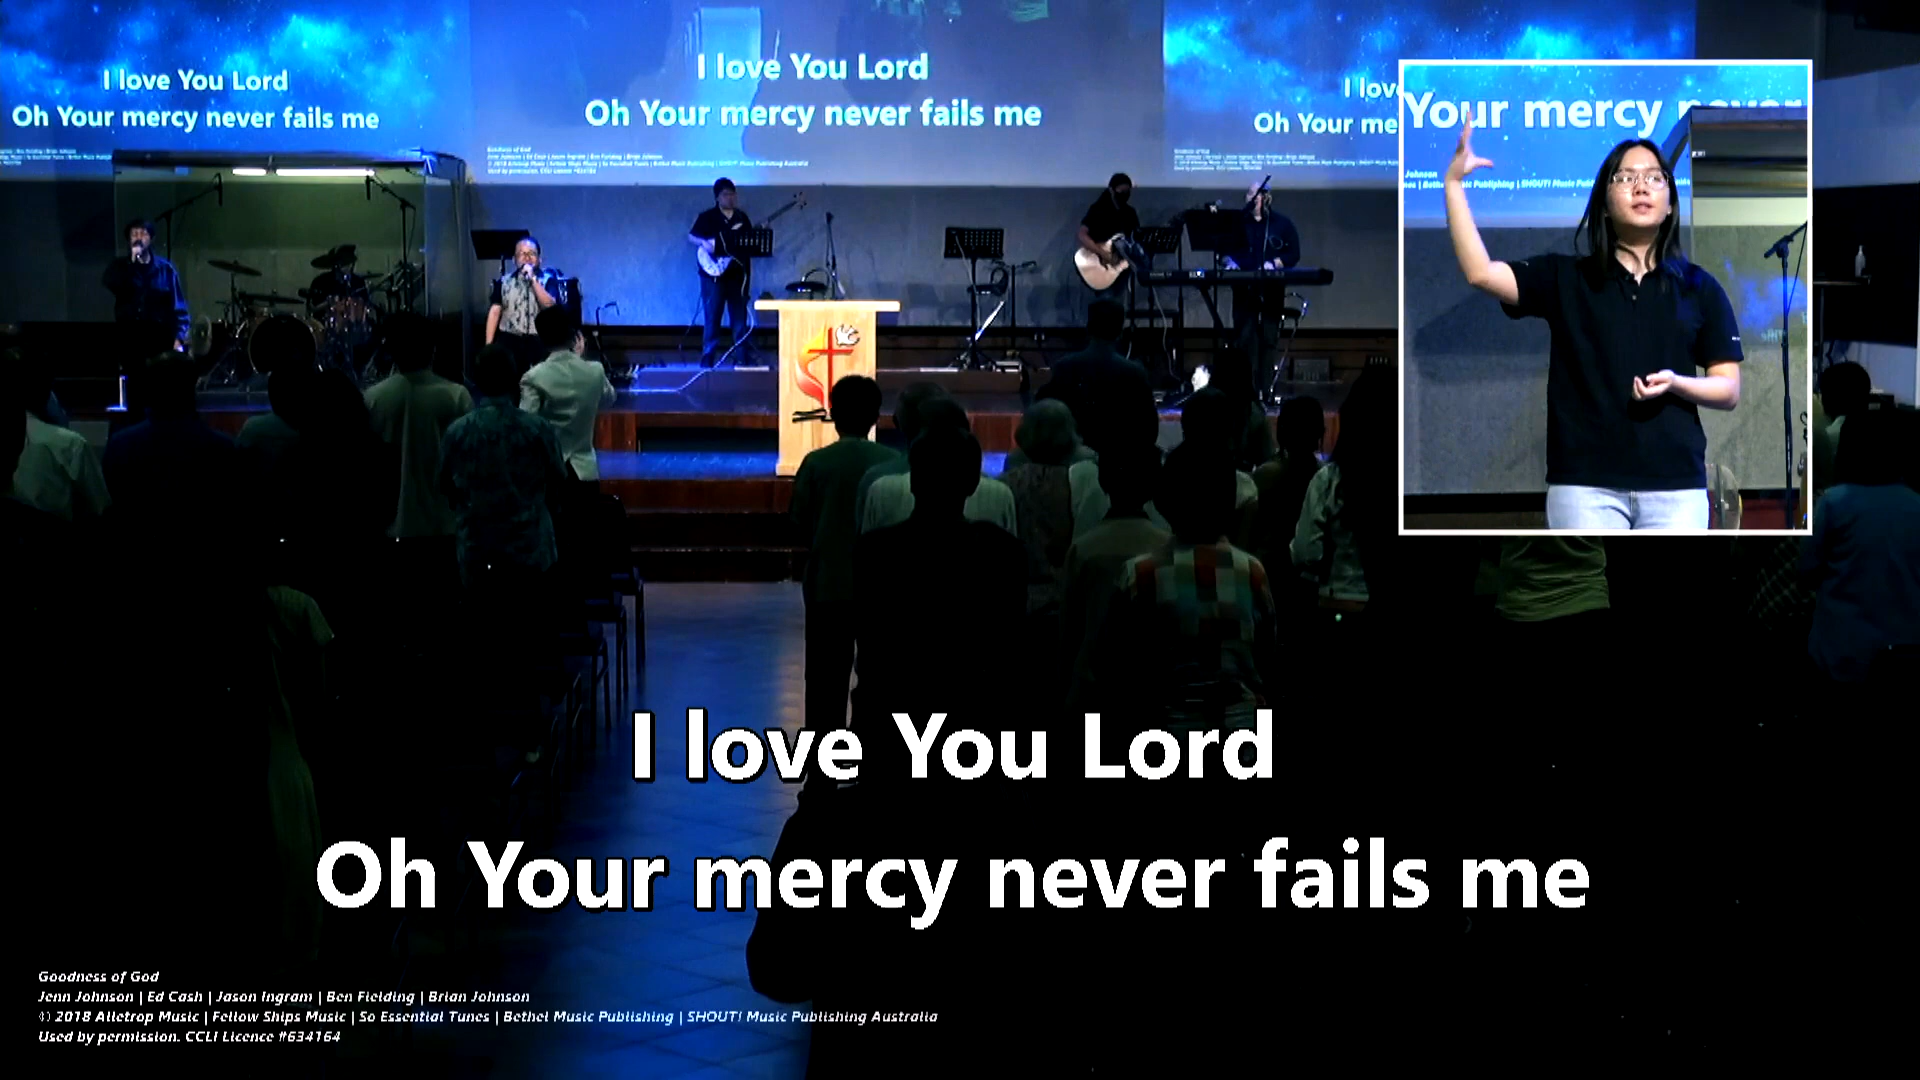 I love You Lord
Oh Your mercy never fails me
I love You Lord
Oh Your mercy never fails me
I love
Oh Your me
Your mercy never
Johnson
I love You Lord
Oh Your mercy never fails me
Goodness of God
Jenn Johnson | Ed Cash | Jason Ingram | Ben Fielding | Brian Johnson
© 2018 Alletrop Music | Fellow Ships Music | So Essential Tunes | Bethel Music Publishing | SHOUT! Music Publishing Australia
Used by permission. CCLI Licence #634164